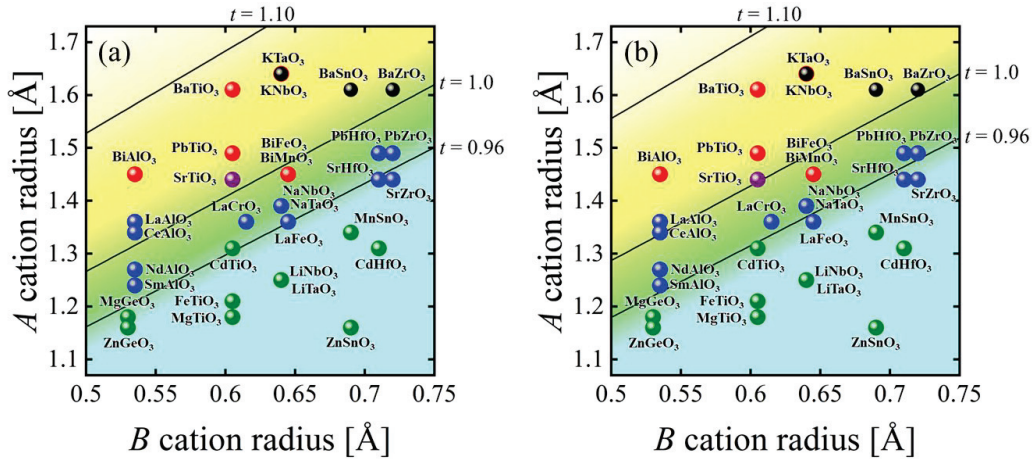 t = 1.10
(a)
1.7
1.6
1.5
1.4
1.3
1.2
1.1
A cation radius [Å]
KTaO3
KNbO3
BaSnO3
BaZrO3
BaTiO3
t = 1.0
PbTiO3
BiFeO3
BiMnO3
PbHfO3
PbZrO3
t = 0.96
BiAlO3
SrTiO3
SrHfO3
SrZrO3
NaNbO3
NaTaO3
LaAlO3
CeAlO3
LaCrO3
LaFeO3
MnSnO3
NdAlO3
SmAlO3
CdTiO3
CdHfO3
LiNbO3
LiTaO3
MgGeO3
FeTiO3
MgTiO3
ZnGeO3
ZnSnO3
0.5
0.55
0.6
0.65
0.7
0.75
B cation radius [Å]
t = 1.10
(b)
1.7
1.6
1.5
1.4
1.3
1.2
1.1
A cation radius [Å]
KTaO3
KNbO3
BaSnO3
BaZrO3
BaTiO3
t = 1.0
PbTiO3
BiFeO3
BiMnO3
PbHfO3
PbZrO3
t = 0.96
BiAlO3
SrTiO3
SrHfO3
SrZrO3
NaNbO3
NaTaO3
LaAlO3
CeAlO3
LaCrO3
LaFeO3
MnSnO3
NdAlO3
SmAlO3
CdTiO3
CdHfO3
LiNbO3
LiTaO3
MgGeO3
FeTiO3
MgTiO3
ZnGeO3
ZnSnO3
0.5
0.55
0.6
0.65
0.7
0.75
B cation radius [Å]